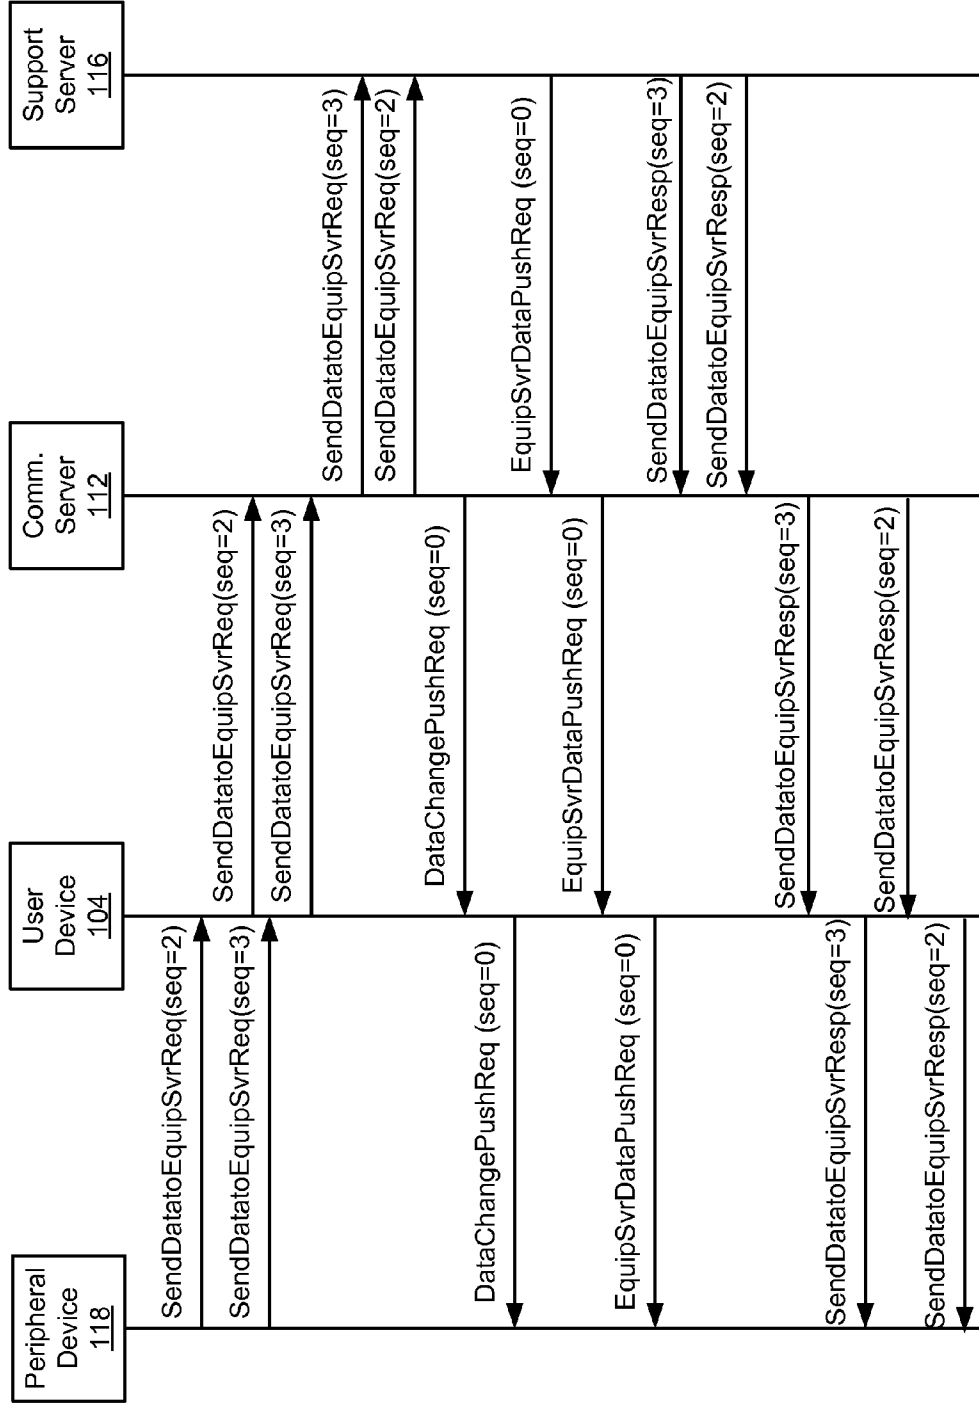 Peripheral
Device
118
User
Device
104
Comm.
Server
112
Support
Server
116
SendDatatoEquipSvrReq(seq=2)
SendDatatoEquipSvrReq(seq=2)
SendDatatoEquipSvrReq(seq=3)
SendDatatoEquipSvrReq(seq=3)
SendDatatoEquipSvrReq(seq=3)
SendDatatoEquipSvrReq(seq=2)
DataChangePushReq (seq=0)
DataChangePushReq (seq=0)
EquipSvrDataPushReq (seq=0)
EquipSvrDataPushReq (seq=0)
EquipSvrDataPushReq (seq=0)
SendDatatoEquipSvrResp(seq=3)
SendDatatoEquipSvrResp(seq=2)
SendDatatoEquipSvrResp(seq=3)
SendDatatoEquipSvrResp(seq=3)
SendDatatoEquipSvrResp(seq=2)
SendDatatoEquipSvrResp(seq=2)